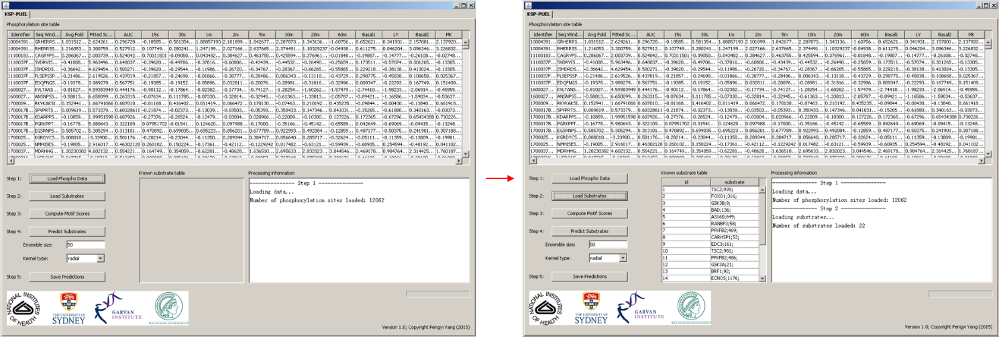 KSP-PUEL
Phosphorylation site table
Identifier Seq Wind... Avg Fold Fitted Sc... AUC 15s 30s 1m 2m 5m 10m 20m 60m Basal1 LY Basal2 MK
10004391... GRHERRS... 1.031512... 2.624261... 0.296728... -0.18585... 0.581354... 1.88857193 2.101899... 1.842677... 2.287873... 1.343136... -1.60756... 0.652621... 0.341931... 2.157001... 2.137920...
10004391... RHERRSS... 1.216053... 3.300759... 0.527912... 0.107749... 0.280241... 1.247199... 2.027166... 2.637665... 2.374491... 1.10329237 -0.04938... 0.611275... 0.046204... 3.096346... 3.226832...
1110018J... CAGRVPS... 0.286067... 2.003739... 0.524042... 0.70311501 -0.09050... 0.043482... 0.384627... 0.463755... 0.425594... 0.376961... -0.01848... -0.19887... -0.14777... -0.26108... -0.02748...
1110037F... SVDRVIS... -0.41008... 5.963496... 0.648037... -0.39620... -0.49706... -0.37816... -0.60806... -0.43439... -0.44532... -0.26490... -0.25659... 0.173511... -0.57074... 0.301265... -0.13305...
1110037F... ISHDRDS... -0.36642... 4.629454... 0.500271... -0.39620... -0.29544... -0.11986... -0.26720... -0.34767... -0.28367... -0.66265... -0.55865... 0.229218... -0.38138... 0.413024... -0.13305...
1110037F... FLSEPSSP... -0.21486... 2.619526... 0.437019... -0.21857... -0.24690... -0.01866... -0.38777... -0.28486... 0.006343... -0.13118... -0.43729... 0.298775... -0.45838... 0.108658... 0.025367...
1110037F... EDQFNGS... -0.19378... 3.989279... 0.567751... -0.19385... -0.19152... -0.05896... 0.032811... -0.20076... -0.28981... -0.31816... -0.32996... 0.009347... -0.22293... 0.167749... 0.151409...
1600027... KVLTANS... -0.81027... 4.59383949 0.444176... -0.90112... -0.17864... -0.02382... -0.17734... -0.74127... -1.28254... -1.60262... -1.57479... -2.74410... -1.98233... -2.06914... -0.45955...
1600027... ANSNPSS... -0.58813... 6.650099... 0.263315... -0.07634... 0.111785... -0.07330... -0.32814... -0.32945... -0.61363... -1.33813... -2.05787... -0.89421... -1.16586... -1.59034... -0.53637...
1700009... RKYKAKSI... 0.152941... 1.66791066 0.607010... -0.01168... 0.416402... 0.011419... 0.066472... 0.170130... -0.07463... 0.210192... 0.435235... -0.09844... -0.00430... -0.13840... 0.661918...
1700017B... SPVPRTS... 0.009619... 0.573379... 0.60328611 -0.21874... -0.02373... -0.13039... -0.03503... -0.05393... 0.350430... 0.147346... 0.041031... -0.15265... -0.61880... 0.340163... -0.03073...
1700017B... KDARPPS... -0.10859... 1.99951598 0.607926... -0.27376... -0.26524... -0.12479... -0.03004... 0.020966... -0.22009... -0.10300... 0.127226... 0.172365... -0.67296... 0.65434388 0.730226...
1700017B... PGRKPPT... -0.16778... 5.980643... 0.322109... 0.07951702 -0.01541... 0.124620... 0.097988... -0.17000... -0.35166... -0.45142... -0.65589... 0.042649... -0.69069... -0.09415... -0.13248...
1700017B... EGSRNPS... 0.585702... 5.305294... 0.313101... 0.470892... 0.699035... 0.695223... 0.856201... 0.677789... 0.922993... 0.492084... -0.12859... 0.487177... -0.50375... 0.241901... 0.307188...
1700025... KGRDYCS... 0.008010... -3.33900... 0.501176... -0.28214... -0.23044... -0.11350... 0.289344... 0.384717... 0.056640... 0.285717... -0.32624... -0.05111... -0.11359... -0.13809... -0.19981...
1700025... NMHISES... -0.19005... 2.916017... 0.46302128 0.260102... 0.150224... -0.17361... -0.42112... -0.1229242 0.017482... -0.63121... -0.59939... -0.60935... 0.254594... -0.48192... 0.041102...
1700037... MDRHHG... 1.20230302 4.602132... 0.554221... 0.164749... 0.354059... -0.62281... -0.48628... 1.636510... 2.695633... 2.832023... 3.044546... 2.469178... 0.984764... 2.314425... 1.760187...
Step 1: Load Phospho Data
Step 2: Load Substrates
Step 3: Compute Motif Scores
Step 4: Predict Substrates
Ensemble size: 50
Kernel type: radial
Step 5: Save Predictions
Known substrate table
Processing information
--------------- Step 1 ---------------
Loading data...
Number of phosphorylation sites loaded: 12062
NATIONAL INSTITUTES OF HEALTH
THE UNIVERSITY OF
SYDNEY
GARVAN
INSTITUTE
MAX-PLANCK-GESELLSCHAFT
Version 1.0; Copyright Pengyi Yang (2015)
KSP-PUEL
Phosphorylation site table
Identifier Seq Wind... Avg Fold Fitted Sc... AUC 15s 30s 1m 2m 5m 10m 20m 60m Basal1 LY Basal2 MK
10004391... GRHERRS... 1.031512... 2.624261... 0.296728... -0.18585... 0.581354... 1.88857193 2.101899... 1.842677... 2.287873... 1.343136... -1.60756... 0.652621... 0.341931... 2.157001... 2.137920...
10004391... RHERRSS... 1.216053... 3.300759... 0.527912... 0.107749... 0.280241... 1.247199... 2.027166... 2.637665... 2.374491... 1.10329237 -0.04938... 0.611275... 0.046204... 3.096346... 3.226832...
1110018J... CAGRVPS... 0.286067... 2.003739... 0.524042... 0.70311501 -0.09050... 0.043482... 0.384627... 0.463755... 0.425594... 0.376961... -0.01848... -0.19887... -0.14777... -0.26108... -0.02748...
1110037F... SVDRVIS... -0.41008... 5.963496... 0.648037... -0.39620... -0.49706... -0.37816... -0.60806... -0.43439... -0.44532... -0.26490... -0.25659... 0.173511... -0.57074... 0.301265... -0.13305...
1110037F... ISHDRDS... -0.36642... 4.629454... 0.500271... -0.39620... -0.29544... -0.11986... -0.26720... -0.34767... -0.28367... -0.66265... -0.55865... 0.229218... -0.38138... 0.413024... -0.13305...
1110037F... FLSEPSSP... -0.21486... 2.619526... 0.437019... -0.21857... -0.24690... -0.01866... -0.38777... -0.28486... 0.006343... -0.13118... -0.43729... 0.298775... -0.45838... 0.108658... 0.025367...
1110037F... EDQFNGS... -0.19378... 3.989279... 0.567751... -0.19385... -0.19152... -0.05896... 0.032811... -0.20076... -0.28981... -0.31816... -0.32996... 0.009347... -0.22293... 0.167749... 0.151409...
1600027... KVLTANS... -0.81027... 4.59383949 0.444176... -0.90112... -0.17864... -0.02382... -0.17734... -0.74127... -1.28254... -1.60262... -1.57479... -2.74410... -1.98233... -2.06914... -0.45955...
1600027... ANSNPSS... -0.58813... 6.650099... 0.263315... -0.07634... 0.111785... -0.07330... -0.32814... -0.32945... -0.61363... -1.33813... -2.05787... -0.89421... -1.16586... -1.59034... -0.53637...
1700009... RKYKAKSI... 0.152941... 1.66791066 0.607010... -0.01168... 0.416402... 0.011419... 0.066472... 0.170130... -0.07463... 0.210192... 0.435235... -0.09844... -0.00430... -0.13840... 0.661918...
1700017B... SPVPRTS... 0.009619... 0.573379... 0.60328611 -0.21874... -0.02373... -0.13039... -0.03503... -0.05393... 0.350430... 0.147346... 0.041031... -0.15265... -0.61880... 0.340163... -0.03073...
1700017B... KDARPPS... -0.10859... 1.99951598 0.607926... -0.27376... -0.26524... -0.12479... -0.03004... 0.020966... -0.22009... -0.10300... 0.127226... 0.172365... -0.67296... 0.65434388 0.730226...
1700017B... PGRKPPT... -0.16778... 5.980643... 0.322109... 0.07951702 -0.01541... 0.124620... 0.097988... -0.17000... -0.35166... -0.45142... -0.65589... 0.042649... -0.69069... -0.09415... -0.13248...
1700017B... EGSRNPS... 0.585702... 5.305294... 0.313101... 0.470892... 0.699035... 0.695223... 0.856201... 0.677789... 0.922993... 0.492084... -0.12859... 0.487177... -0.50375... 0.241901... 0.307188...
1700025... KGRDYCS... 0.008010... -3.33900... 0.501176... -0.28214... -0.23044... -0.11350... 0.289344... 0.384717... 0.056640... 0.285717... -0.32624... -0.05111... -0.11359... -0.13809... -0.19981...
1700025... NMHISES... -0.19005... 2.916017... 0.46302128 0.260102... 0.150224... -0.17361... -0.42112... -0.1229242 0.017482... -0.63121... -0.59939... -0.60935... 0.254594... -0.48192... 0.041102...
1700037... MDRHHG... 1.20230302 4.602132... 0.554221... 0.164749... 0.354059... -0.62281... -0.48628... 1.636510... 2.695633... 2.832023... 3.044546... 2.469178... 0.984764... 2.314425... 1.760187...
Step 1: Load Phospho Data
Step 2: Load Substrates
Step 3: Compute Motif Scores
Step 4: Predict Substrates
Ensemble size: 50
Kernel type: radial
Step 5: Save Predictions
Known substrate table
id substrate
1 TSC2;939;
2 FOXO1;316;
3 GSK3B;9;
4 BAD;136;
5 AS160;649;
6 RANBP3;58;
7 PFKFB2;469;
8 CARHSP1;53;
9 EDC3;161;
10 TSC2;981;
11 PFKFB2;486;
12 GSK3A;21;
13 BRF1;92;
14 ECNOS;1176;
Processing information
--------------- Step 1 ---------------
Loading data...
Number of phosphorylation sites loaded: 12062
--------------- Step 2 ---------------
Loading substrates...
Number of substrates loaded: 22
NATIONAL INSTITUTES OF HEALTH
THE UNIVERSITY OF
SYDNEY
GARVAN
INSTITUTE
MAX-PLANCK-GESELLSCHAFT
Version 1.0; Copyright Pengyi Yang (2015)